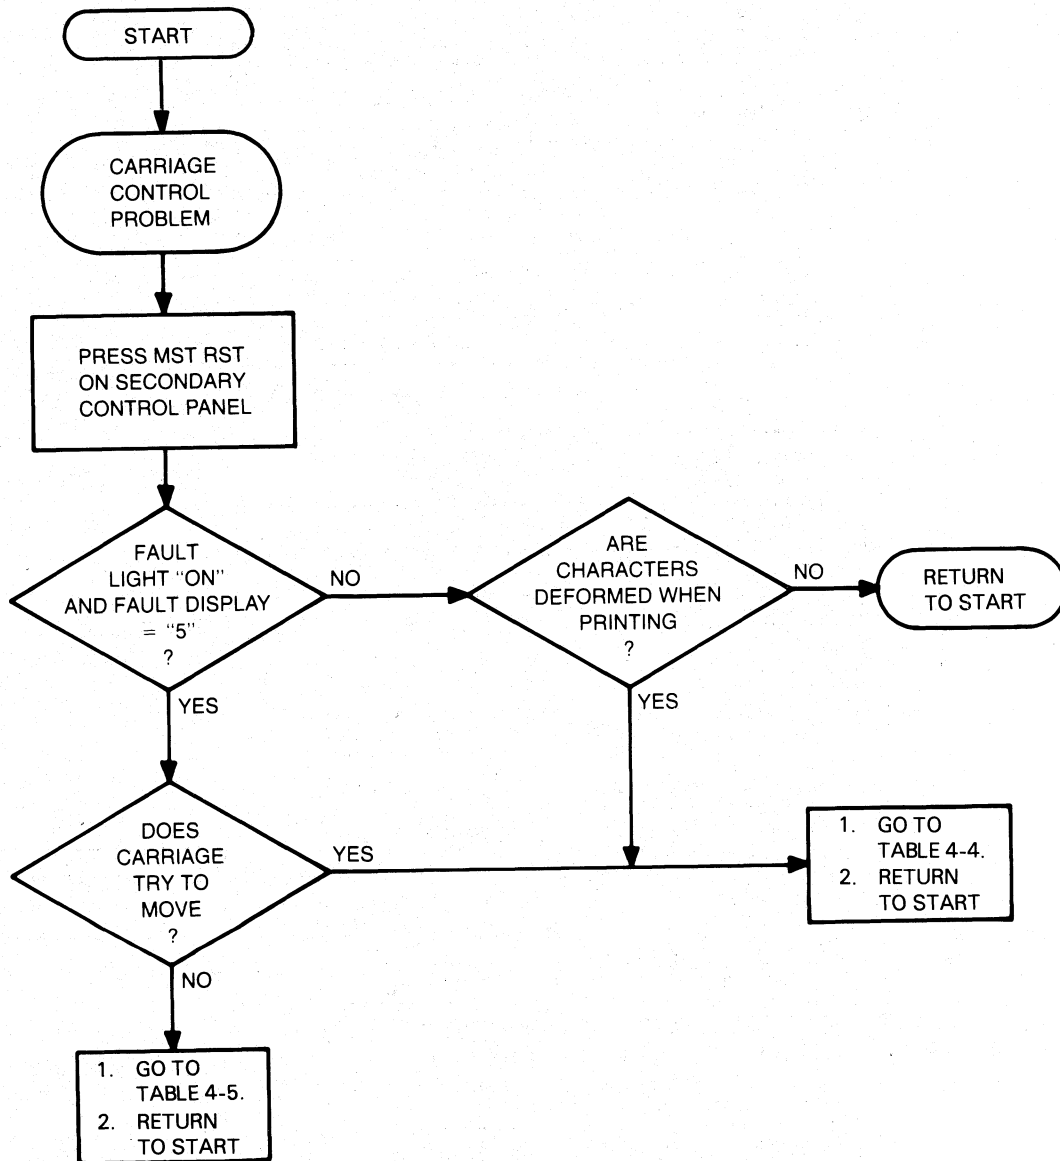 START
CARRIAGE
CONTROL
PROBLEM
PRESS MST RST
ON SECONDARY
CONTROL PANEL
FAULT
LIGHT “ON”
AND FAULT DISPLAY
= “5”
?
NO
YES
ARE
CHARACTERS
DEFORMED WHEN
PRINTING
?
NO
YES
RETURN
TO START
DOES
CARRIAGE
TRY TO
MOVE
?
YES
NO
1. GO TO
TABLE 4-4.
2. RETURN
TO START
1. GO TO
TABLE 4-5.
2. RETURN
TO START